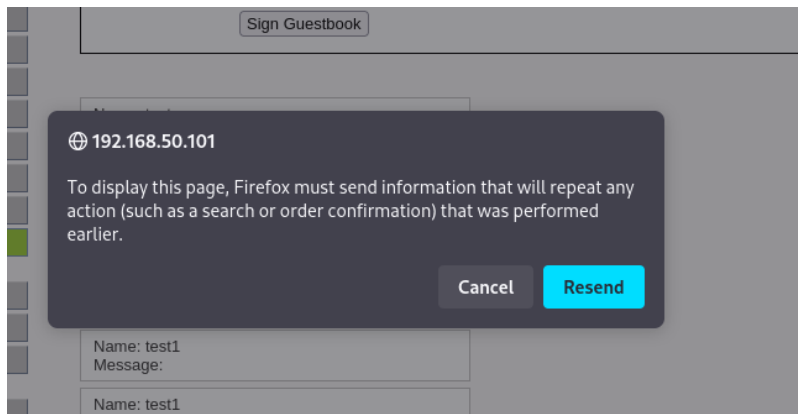 Sign Guestbook
192.168.50.101
To display this page, Firefox must send information that will repeat any
action (such as a search or order confirmation) that was performed
earlier.
Cancel
Resend
Name: test1
Message:
Name: test1